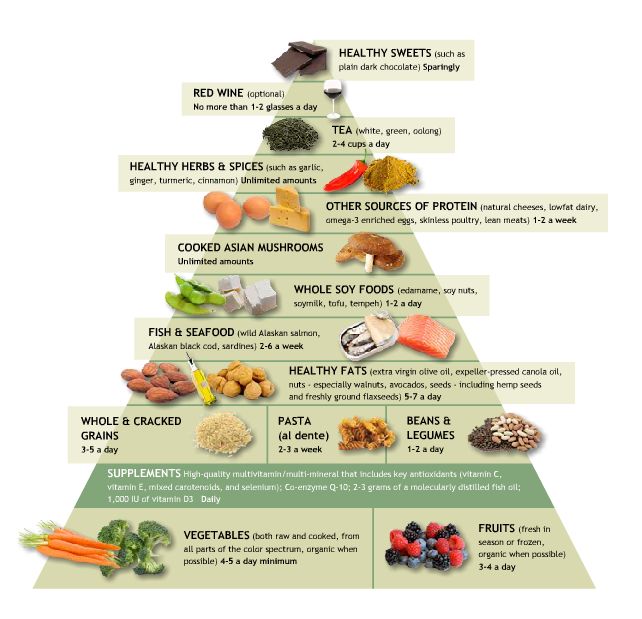 HEALTHY SWEETS (such as
plain dark chocolate) Sparingly
RED WINE (optional)
No more than 1-2 glasses a day
TEA (white, green, oolong)
2-4 cups a day
HEALTHY HERBS & SPICES (such as garlic,
ginger, turmeric, cinnamon) Unlimited amounts
OTHER SOURCES OF PROTEIN (natural cheeses, lowfat dairy,
omega-3 enriched eggs, skinless poultry, lean meats) 1-2 a week
COOKED ASIAN MUSHROOMS
Unlimited amounts
WHOLE SOY FOODS (edamame, soy nuts,
soymilk, tofu, tempeh) 1-2 a day
FISH & SEAFOOD (wild Alaskan salmon,
Alaskan black cod, sardines) 2-6 a week
HEALTHY FATS (extra virgin olive oil, expeller-pressed canola oil,
nuts - especially walnuts, avocados, seeds - including hemp seeds
and freshly ground flaxseeds) 5-7 a day
WHOLE & CRACKED
GRAINS
3-5 a day
PASTA
(al dente)
2-3 a week
BEANS &
LEGUMES
1-2 a day
SUPPLEMENTS High-quality multivitamin/multi-mineral that includes key antioxidants (vitamin C,
vitamin E, mixed carotenoids, and selenium); Co-enzyme Q-10; 2-3 grams of a molecularly distilled fish oil;
1,000 IU of vitamin D3 Daily
VEGETABLES (both raw and cooked, from
all parts of the color spectrum, organic when
possible) 4-5 a day minimum
FRUITS (fresh in
season or frozen,
organic when possible)
3-4 a day